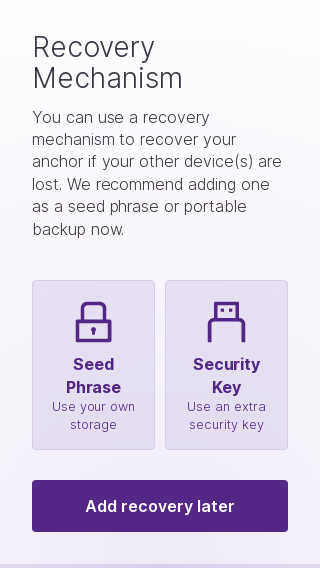 Recovery
Mechanism
You can use a recovery
mechanism to recover your
anchor if your other device(s) are
lost. We recommend adding one
as a seed phrase or portable
backup now.
Seed
Phrase
Use your own
storage
Security
Key
Use an extra
security key
Add recovery later